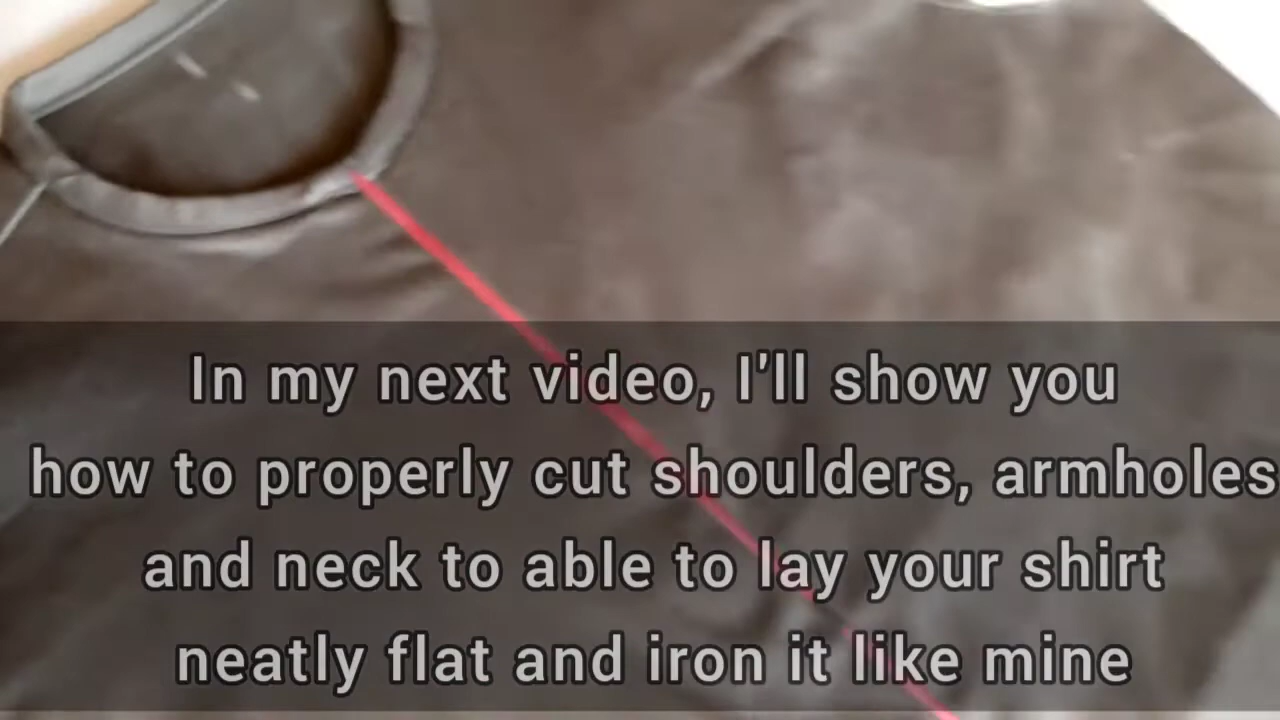 In my next video, I'll show you
how to properly cut shoulders, armholes
and neck to able to lay your shirt
neatly flat and iron it like mine